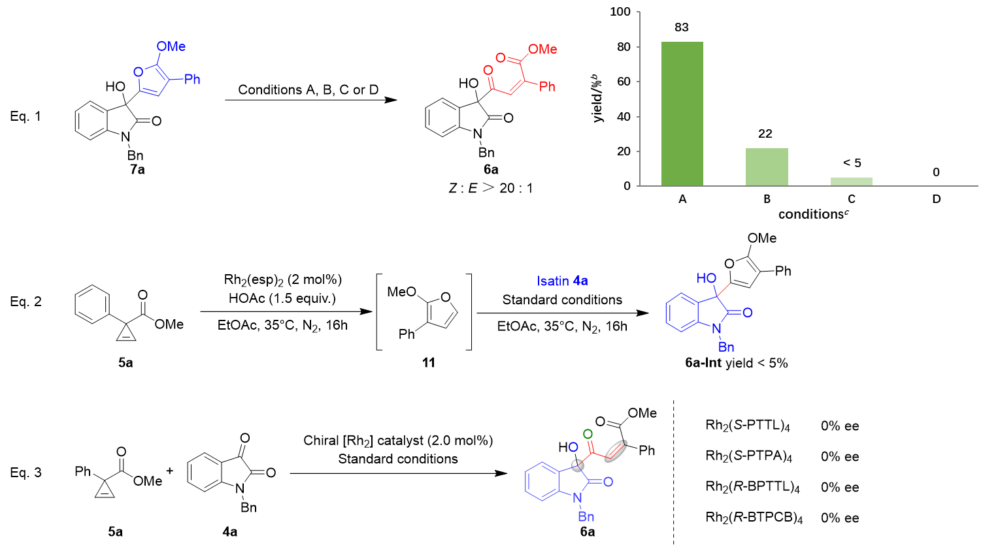 Eq. 1
OMe
O
Ph
HO
O
N
Bn
7a
Conditions A, B, C or D
OMe
O
O
Ph
HO
O
N
Bn
6a
Z : E > 20 : 1
yield/%b
100
80
60
40
20
0
83
22
< 5
0
A
B
C
D
conditionsc
Eq. 2
O
OMe
5a
Rh2(esp)2 (2 mol%)
HOAc (1.5 equiv.)
EtOAc, 35°C, N2, 16h
MeO
O
Ph
11
Isatin 4a
Standard conditions
EtOAc, 35°C, N2, 16h
OMe
O
Ph
HO
O
N
Bn
6a-Int yield < 5%
Eq. 3
Ph
O
OMe
5a
+
O
O
N
Bn
4a
Chiral [Rh2] catalyst (2.0 mol%)
Standard conditions
OMe
O
O
Ph
HO
O
N
Bn
6a
Rh2(S-PTTL)4 0% ee
Rh2(S-PTPA)4 0% ee
Rh2(R-BPTTL)4 0% ee
Rh2(R-BTPCB)4 0% ee